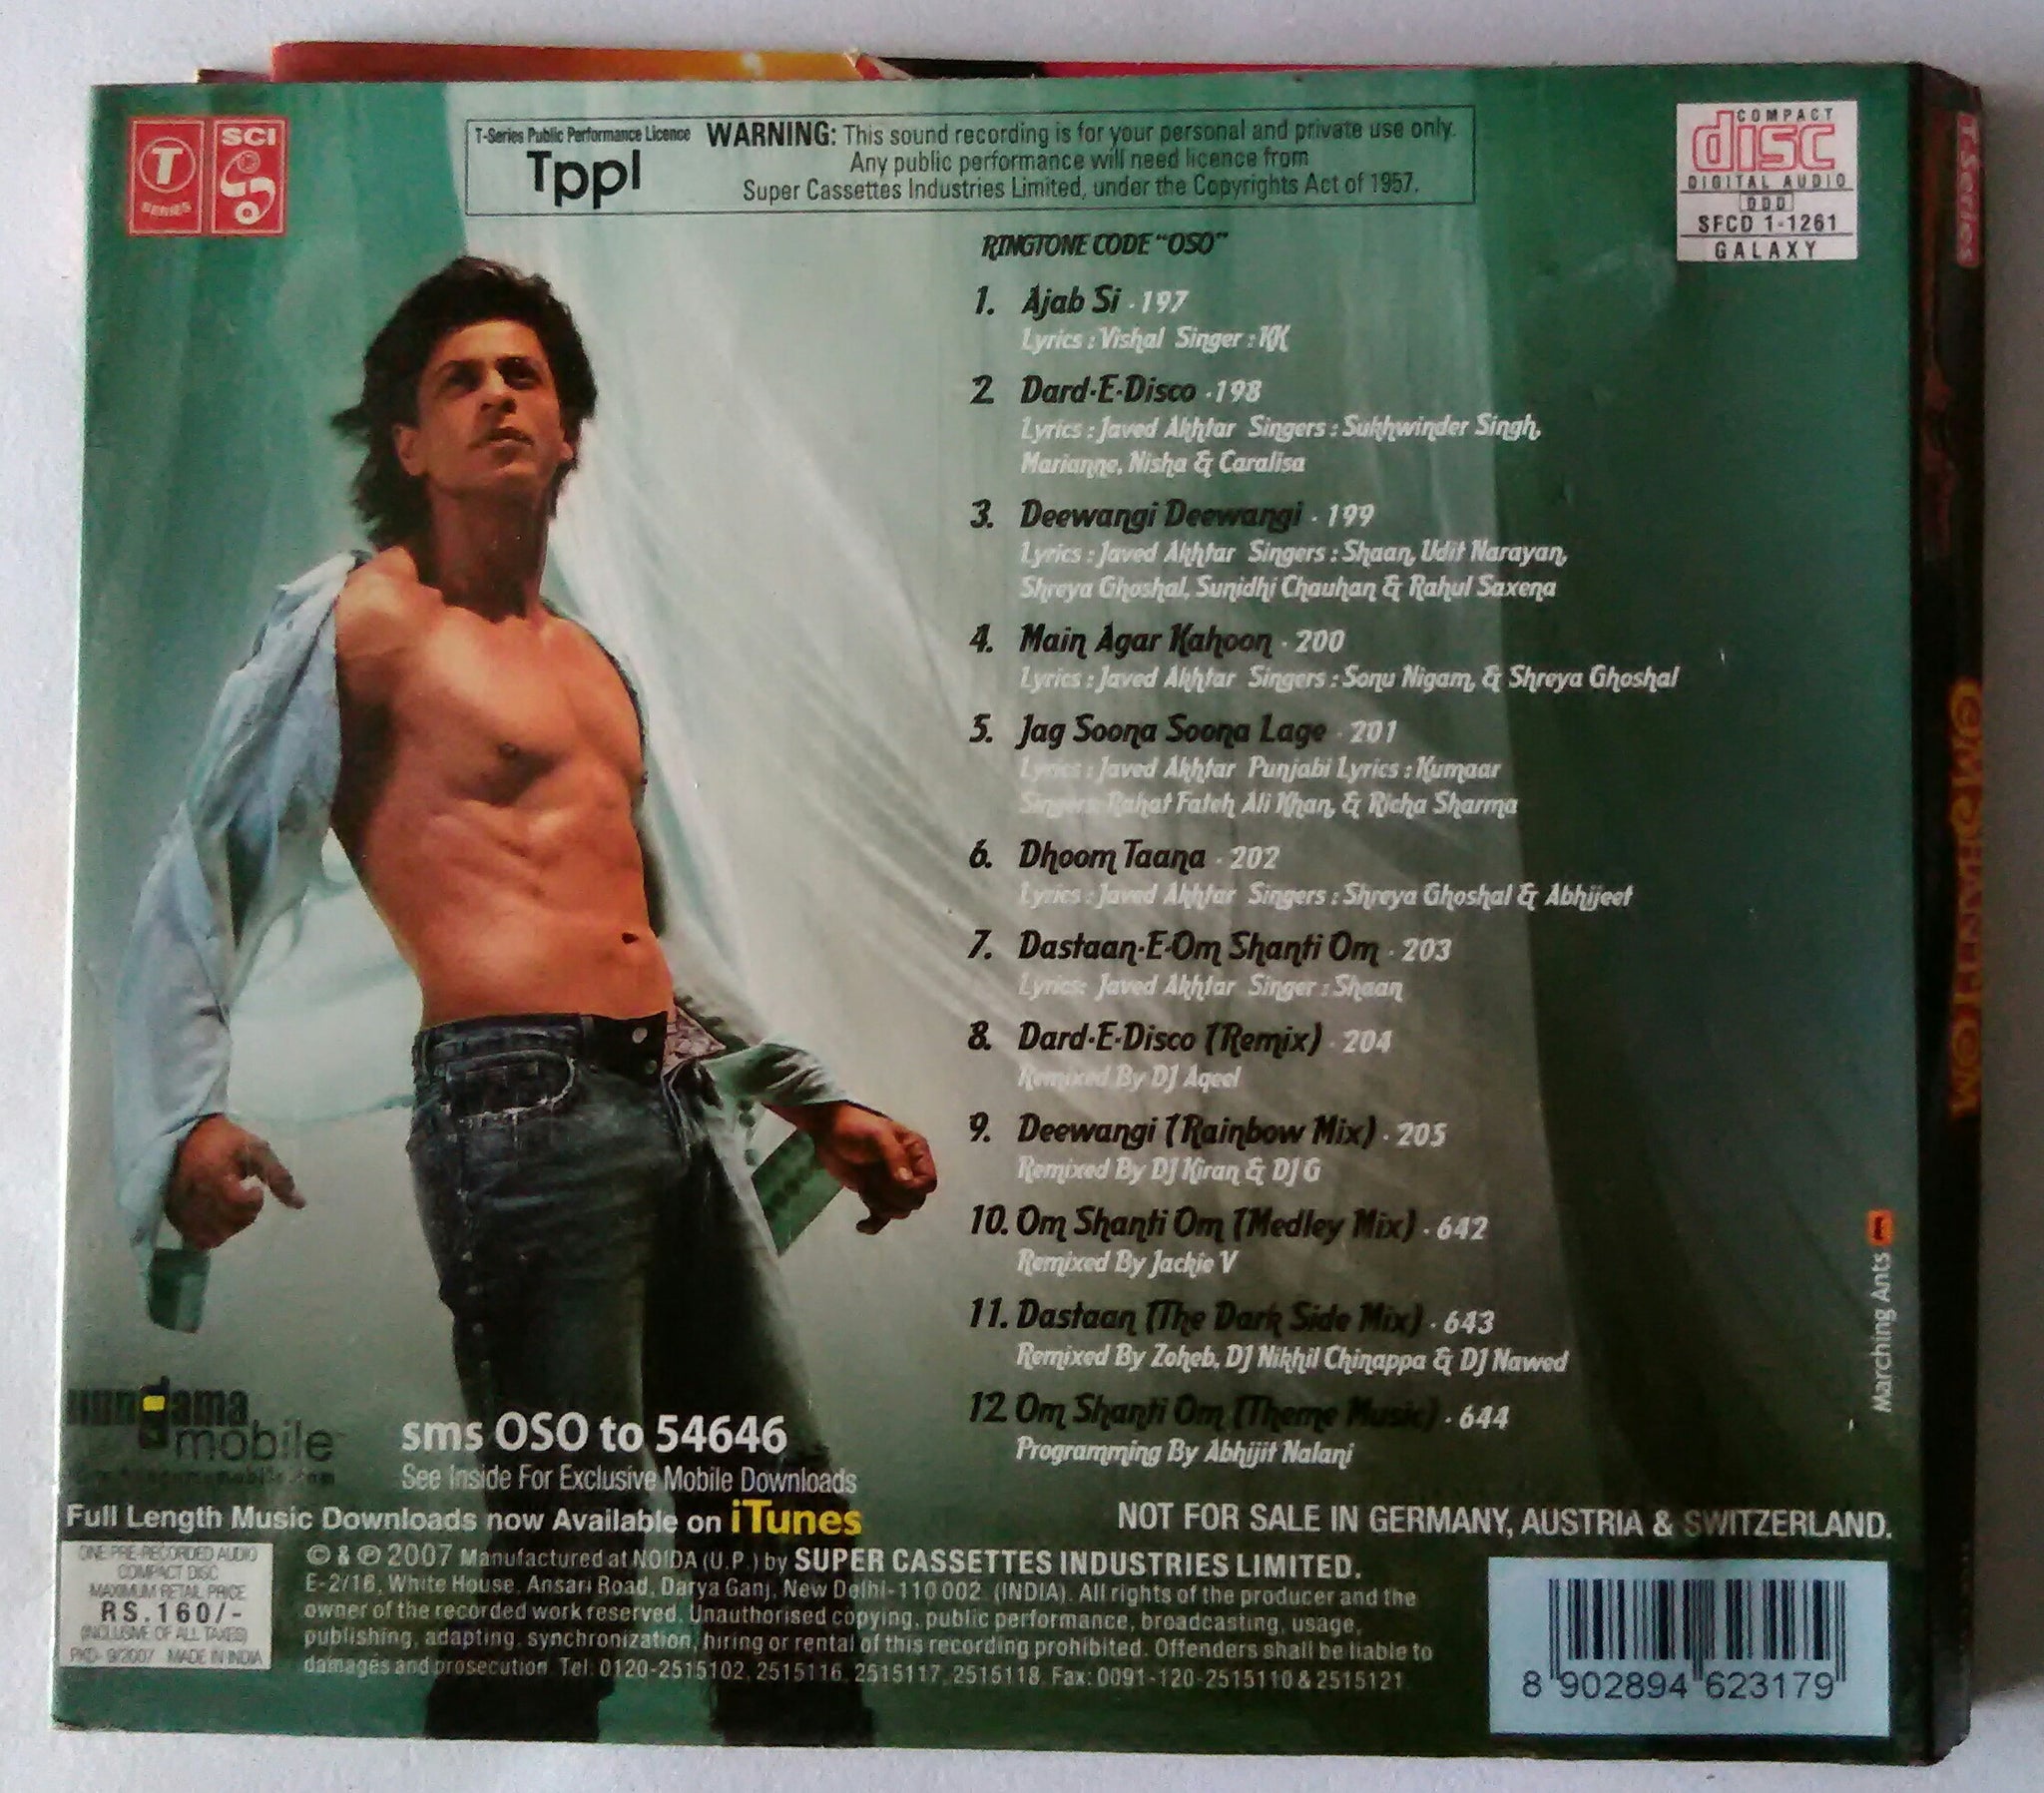 T
SERIES
SCI
T-Series Public Performance Licence
Tppl
WARNING: This sound recording is for your personal and private use only.
Any public performance will need licence from
Super Cassettes Industries Limited, under the Copyrights Act of 1957.
COMPACT
disc
DIGITAL AUDIO
DDD
SFCD 1-1261
GALAXY
RINGTONE CODE "OSO"
1. Ajab Si - 197
Lyrics : Vishal Singer : KK
2 Dard-E-Disco - 198
Lyrics : Javed Akhtar Singers : Sukhwinder Singh,
Marianne, Nisha & Caralisa
3. Deewangi Deewangi - 199
Lyrics : Javed Akhtar Singers : Shaan, Udit Narayan,
Shreya Ghoshal, Sunidhi Chauhan & Rahul Saxena
4. Main Agar Kahoon - 200
Lyrics : Javed Akhtar Singers : Sonu Nigam, & Shreya Ghoshal
5. Jag Soona Soona Lage - 201
Lyrics : Javed Akhtar Punjabi Lyrics : Kumaar
Singers : Rahat Fateh Ali Khan, & Richa Sharma
6. Dhoom Taana - 202
Lyrics : Javed Akhtar Singers : Shreya Ghoshal & Abhijeet
7. Dastaan-E-Om Shanti Om - 203
Lyrics: Javed Akhtar Singer : Shaan
8. Dard-E-Disco (Remix) - 204
Remixed By DJ Aqeel
9. Deewangi (Rainbow Mix) - 205
Remixed By DJ Kiran & DJ G
10. Om Shanti Om (Medley Mix) - 642
Remixed By Jackie V
11. Dastaan (The Dark Side Mix) - 643
Remixed By Zoheb, DJ Nikhil Chinappa & DJ Nawed
12 Om Shanti Om (Theme Music) - 644
Programming By Abhijit Nalani
hungama
mobile
sms OSO to 54646
See Inside For Exclusive Mobile Downloads
Full Length Music Downloads now Available on iTunes
NOT FOR SALE IN GERMANY, AUSTRIA & SWITZERLAND.
ONE PRE-RECORDED AUDIO
COMPACT DISC
MAXIMUM RETAIL PRICE
RS.160/-
(INCLUSIVE OF ALL TAXES)
PKD- 9/2007 MADE IN INDIA
© & ℗ 2007 Manufactured at NOIDA (U.P.) by SUPER CASSETTES INDUSTRIES LIMITED.
E-2/16, White House, Ansari Road, Darya Ganj, New Delhi-110 002 (INDIA). All rights of the producer and the
owner of the recorded work reserved. Unauthorised copying, public performance, broadcasting, usage,
publishing, adapting, synchronization, hiring or rental of this recording prohibited. Offenders shall be liable to
damages and prosecution Tel: 0120-2515102, 2515116, 2515117, 2515118 Fax: 0091-120-2515110 & 2515121
8 902894 623179
Marching Ants
T-Series
OM SHANTI OM